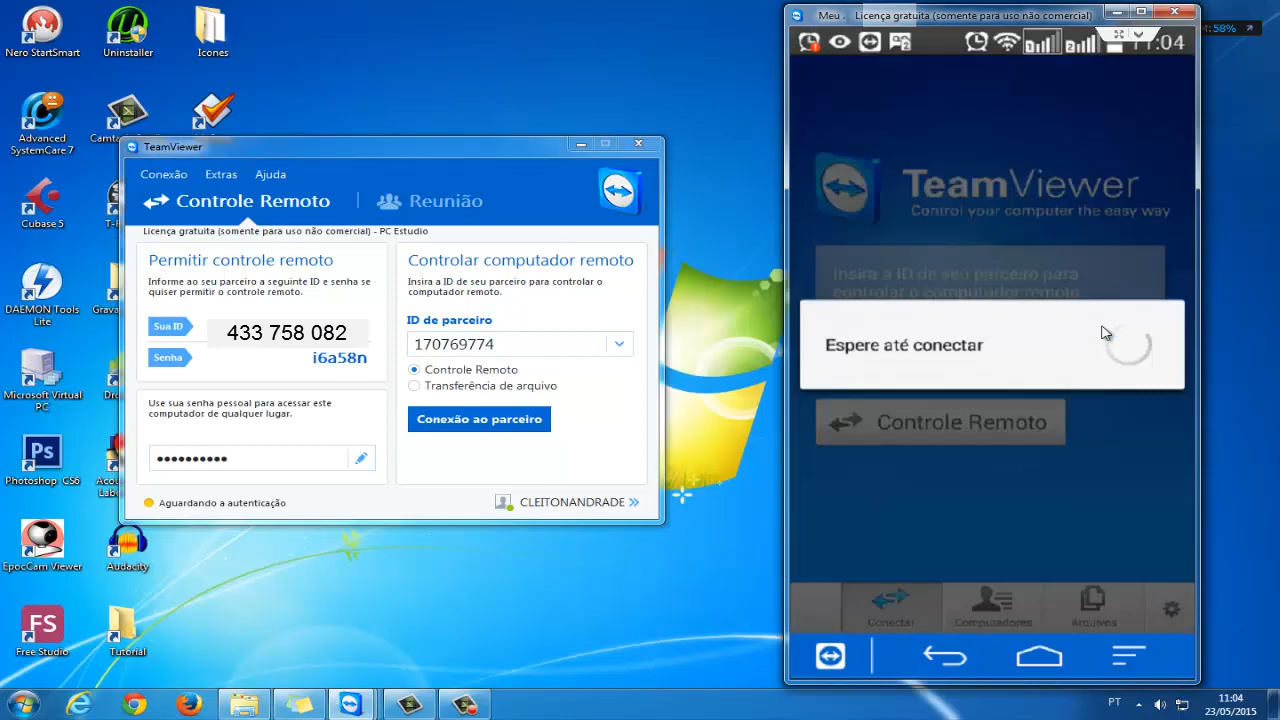 Nero StartSmart
Uninstaller
Icones
Advanced
SystemCare 7
Cubase 5
DAEMON Tools
Lite
Microsoft Virtual
PC
Photoshop CS6
EpocCam Viewer
Audacity
Free Studio
Tutorial
TeamViewer
Conexão Extras Ajuda
Controle Remoto
Reunião
Licença gratuita (somente para uso não comercial) - PC Estudio
Permitir controle remoto
Informe ao seu parceiro a seguinte ID e senha se
quiser permitir o controle remoto.
Sua ID 433 758 082
Senha i6a58n
Use sua senha pessoal para acessar este
computador de qualquer lugar.
Aguardando a autenticação
Controlar computador remoto
Insira a ID de seu parceiro para controlar o
computador remoto.
ID de parceiro
170769774
Controle Remoto
Transferência de arquivo
Conexão ao parceiro
CLEITONANDRADE
Meu Licença gratuita (somente para uso não comercial)
58%
11:04
TeamViewer
Control your computer the easy way
Insira a ID de seu parceiro para
controlar o computador remoto
Espere até conectar
Controle Remoto
Conectar Computadores Arquivos
PT
11:04
23/05/2015